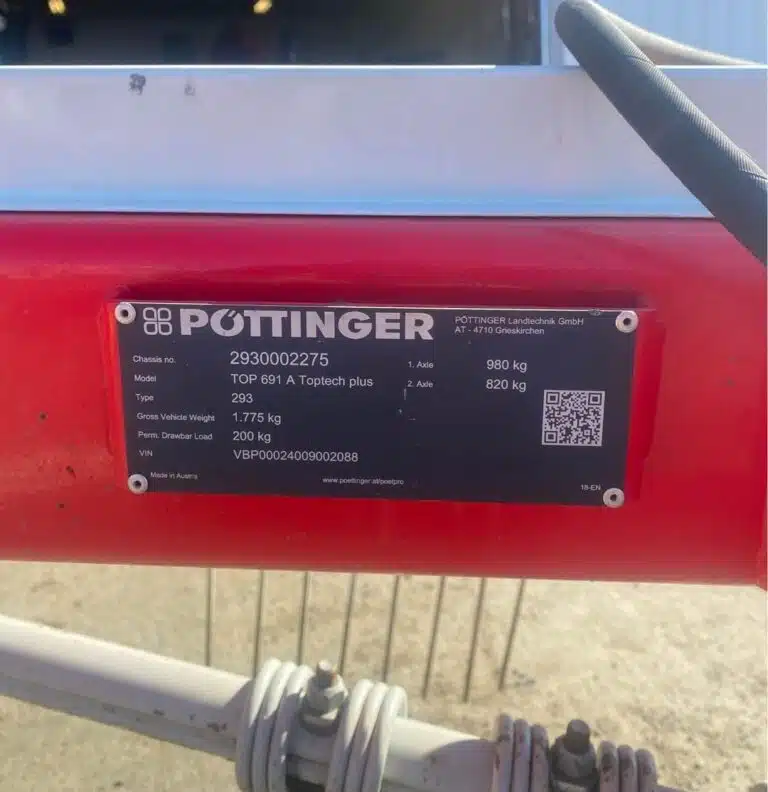 PÖTTINGER
PÖTTINGER Landtechnik GmbH
AT - 4710 Grieskirchen
Chassis no. 2930002275
1. Axle 980 kg
Model TOP 691 A Toptech plus
2. Axle 820 kg
Type 293
Gross Vehicle Weight 1.775 kg
Perm. Drawbar Load 200 kg
VIN VBP00024009002088
Made in Austria
www.poettinger.at/poetpro
18-EN